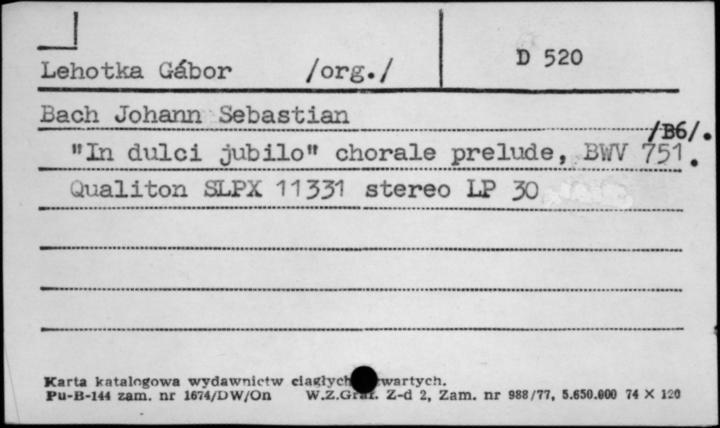 Lehotka Gábor /org./ D 520
Bach Johann Sebastian
/B6/.
"In dulci jubilo" chorale prelude, BWV 751.
Qualiton SLPX 11331 stereo LP 30
Karta katalogowa wydawnictw ciągłych
Pu-B-144 zam. nr 1674/DW/On W.Z.Graf. Z-d 2, Zam. nr 988/77, 5.650.000 74 X 120